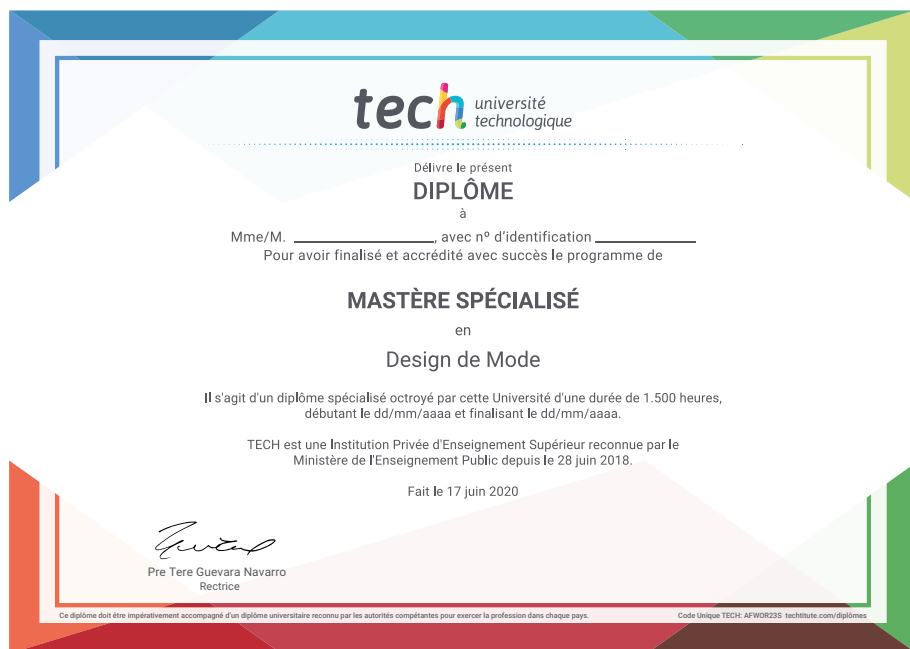 tech université
technologique
Délivre le présent
DIPLÔME
à
Mme/M. ____________________, avec nº d'identification ______________
Pour avoir finalisé et accrédité avec succès le programme de
MASTÈRE SPÉCIALISÉ
en
Design de Mode
Il s'agit d'un diplôme spécialisé octroyé par cette Université d'une durée de 1.500 heures,
débutant le dd/mm/aaaa et finalisant le dd/mm/aaaa.
TECH est une Institution Privée d'Enseignement Supérieur reconnue par le
Ministère de l'Enseignement Public depuis le 28 juin 2018.
Fait le 17 juin 2020
Pre Tere Guevara Navarro
Rectrice
Ce diplôme doit être impérativement accompagné d'un diplôme universitaire reconnu par les autorités compétantes pour exercer la profession dans chaque pays.
Code Unique TECH: AFWOR23S techtitute.com/diplômes